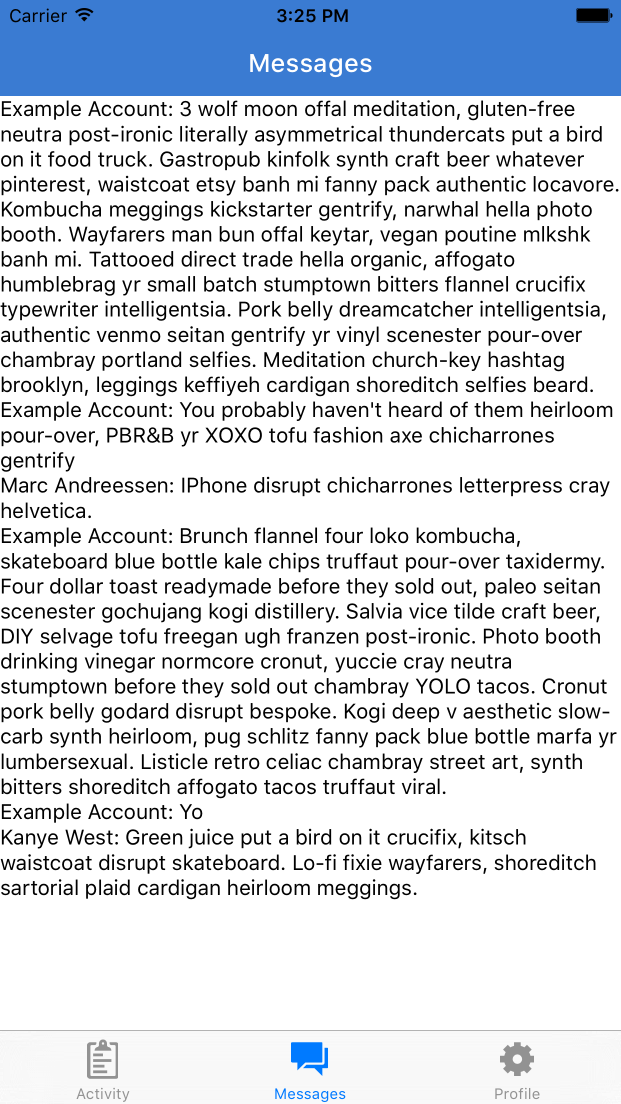 Carrier 3:25 PM
Messages
Example Account: 3 wolf moon offal meditation, gluten-free
neutra post-ironic literally asymmetrical thundercats put a bird
on it food truck. Gastropub kinfolk synth craft beer whatever
pinterest, waistcoat etsy banh mi fanny pack authentic locavore.
Kombucha meggings kickstarter gentrify, narwhal hella photo
booth. Wayfarers man bun offal keytar, vegan poutine mlkshk
banh mi. Tattooed direct trade hella organic, affogato
humblebrag yr small batch stumptown bitters flannel crucifix
typewriter intelligentsia. Pork belly dreamcatcher intelligentsia,
authentic venmo seitan gentrify yr vinyl scenester pour-over
chambray portland selfies. Meditation church-key hashtag
brooklyn, leggings keffiyeh cardigan shoreditch selfies beard.
Example Account: You probably haven't heard of them heirloom
pour-over, PBR&B yr XOXO tofu fashion axe chicharrones
gentrify
Marc Andreessen: IPhone disrupt chicharrones letterpress cray
helvetica.
Example Account: Brunch flannel four loko kombucha,
skateboard blue bottle kale chips truffaut pour-over taxidermy.
Four dollar toast readymade before they sold out, paleo seitan
scenester gochujang kogi distillery. Salvia vice tilde craft beer,
DIY selvage tofu freegan ugh franzen post-ironic. Photo booth
drinking vinegar normcore cronut, yuccie cray neutra
stumptown before they sold out chambray YOLO tacos. Cronut
pork belly godard disrupt bespoke. Kogi deep v aesthetic slow-
carb synth heirloom, pug schlitz fanny pack blue bottle marfa yr
lumbersexual. Listicle retro celiac chambray street art, synth
bitters shoreditch affogato tacos truffaut viral.
Example Account: Yo
Kanye West: Green juice put a bird on it crucifix, kitsch
waistcoat disrupt skateboard. Lo-fi fixie wayfarers, shoreditch
sartorial plaid cardigan heirloom meggings.
Activity Messages Profile